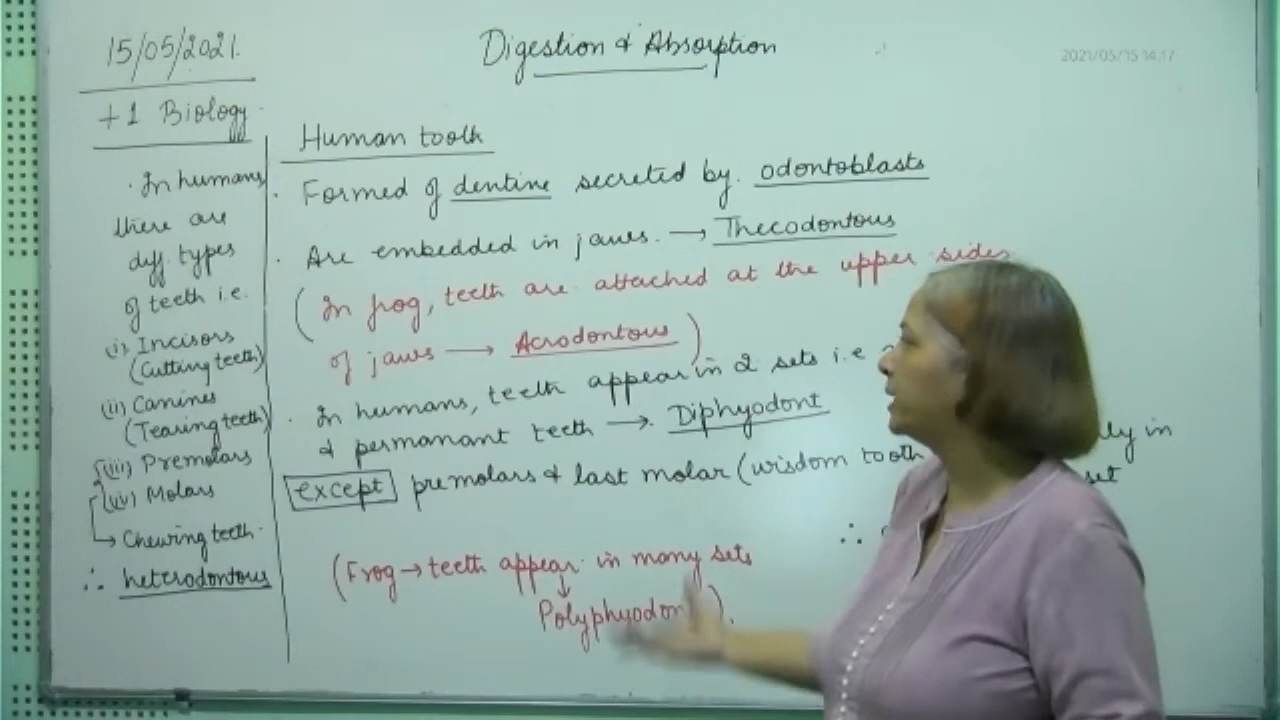 15/05/2021.
Digestion & Absorption
2021/05/15 14:17
+1 Biology
Human tooth
. In humans
there are
diff. types
of teeth i.e.
(i) Incisors
(Cutting teeth)
(ii) Canines
(Tearing teeth)
(iii) Premolars
(iv) Molars
→ Chewing teeth.
∴ heterodontous
. Formed of dentine secreted by odontoblasts
. Are embedded in jaws. → Thecodontous
(In frog, teeth are attached at the upper sides
of jaws → Acrodontous)
. In humans, teeth appear in 2 sets i.e
& permanant teeth → Diphyodont
except premolars & last molar (wisdom tooth in
set
∴
(Frog → teeth appear in many sets
↓
Polyphyodon ).